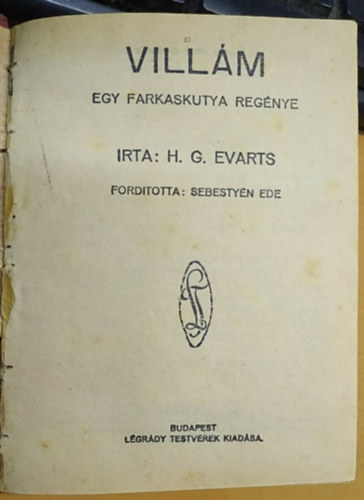 VILLÁM
EGY FARKASKUTYA REGÉNYE
IRTA: H. G. EVARTS
FORDITOTTA: SEBESTYÉN EDE
BUDAPEST
LÉGRÁDY TESTVÉREK KIADÁSA.